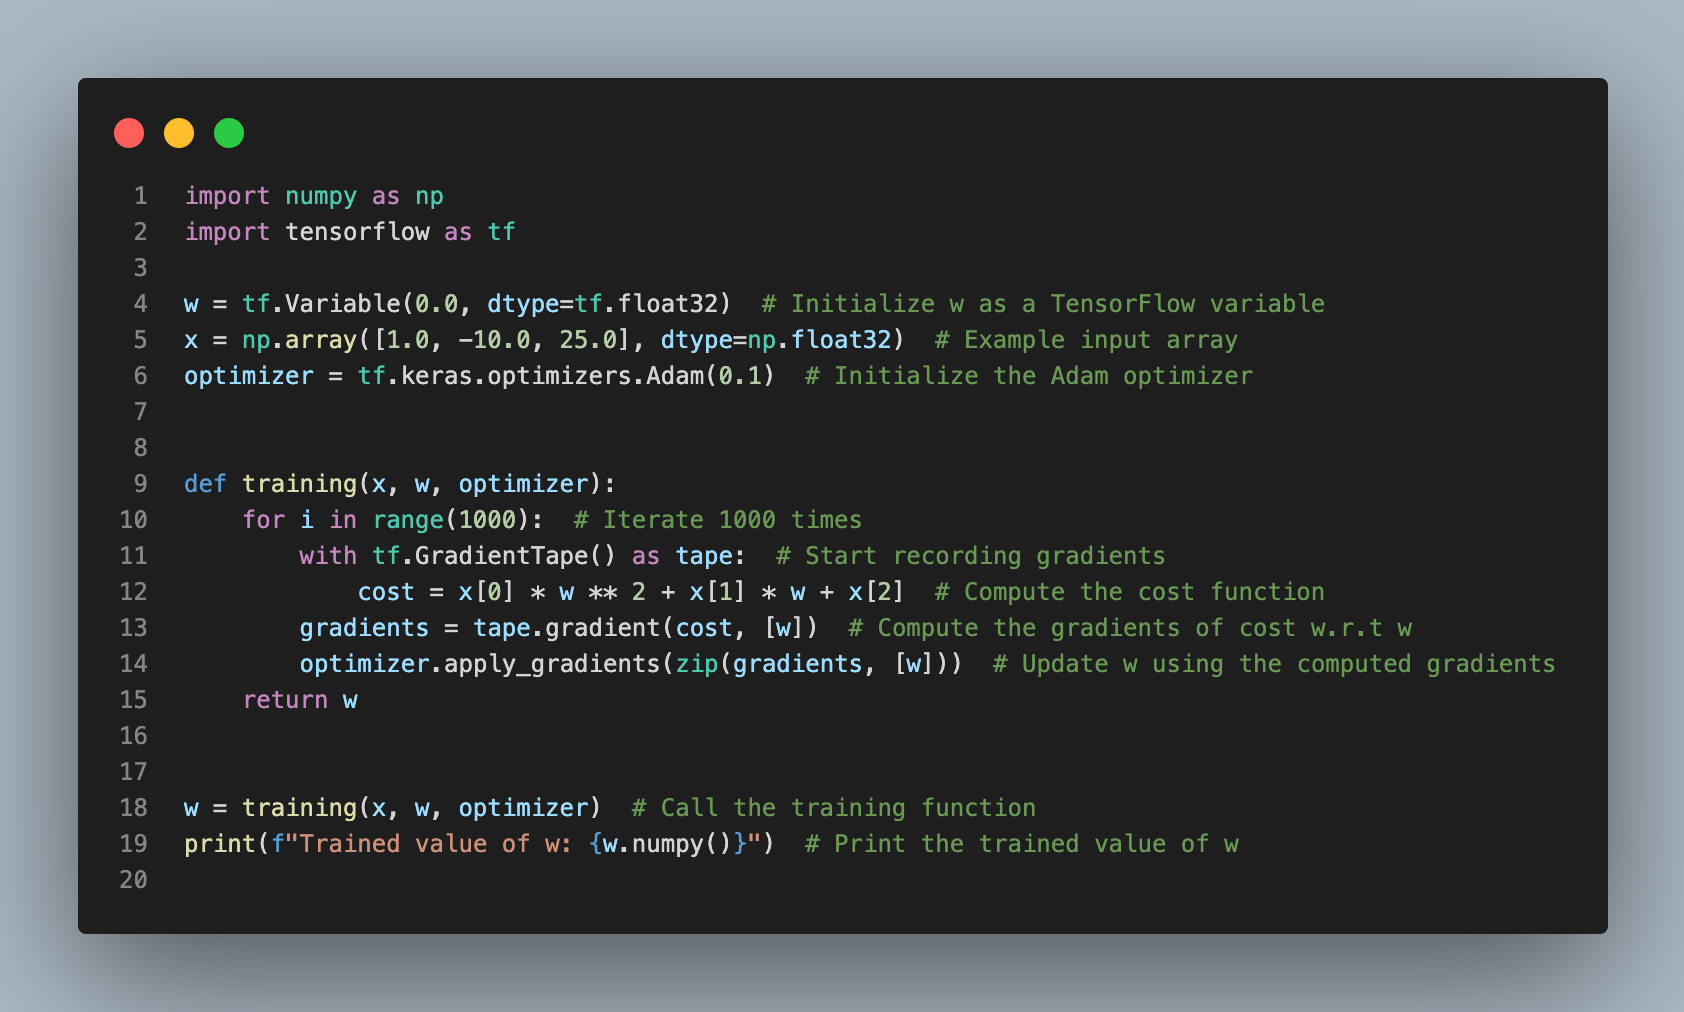 1 import numpy as np
2 import tensorflow as tf
3
4 w = tf.Variable(0.0, dtype=tf.float32)  # Initialize w as a TensorFlow variable
5 x = np.array([1.0, -10.0, 25.0], dtype=np.float32)  # Example input array
6 optimizer = tf.keras.optimizers.Adam(0.1)  # Initialize the Adam optimizer
7
8
9 def training(x, w, optimizer):
10     for i in range(1000):  # Iterate 1000 times
11         with tf.GradientTape() as tape:  # Start recording gradients
12             cost = x[0] * w ** 2 + x[1] * w + x[2]  # Compute the cost function
13         gradients = tape.gradient(cost, [w])  # Compute the gradients of cost w.r.t w
14         optimizer.apply_gradients(zip(gradients, [w]))  # Update w using the computed gradients
15     return w
16
17
18 w = training(x, w, optimizer)  # Call the training function
19 print(f"Trained value of w: {w.numpy()}")  # Print the trained value of w
20